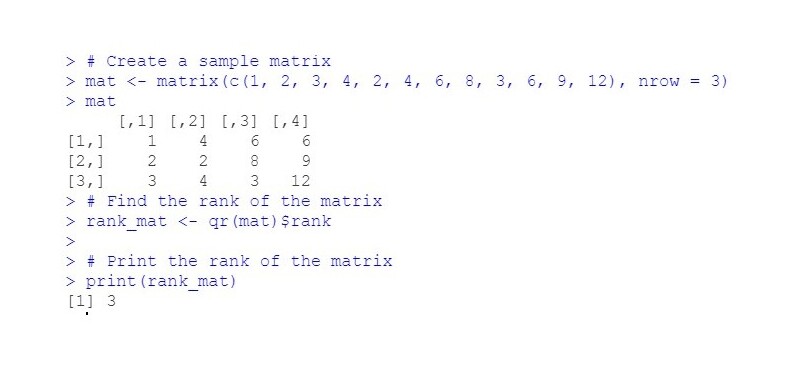 > # Create a sample matrix
> mat <- matrix(c(1, 2, 3, 4, 2, 4, 6, 8, 3, 6, 9, 12), nrow = 3)
> mat
     [,1] [,2] [,3] [,4]
[1,]    1    4    6    6
[2,]    2    2    8    9
[3,]    3    4    3   12
> # Find the rank of the matrix
> rank_mat <- qr(mat)$rank
>
> # Print the rank of the matrix
> print(rank_mat)
[1] 3